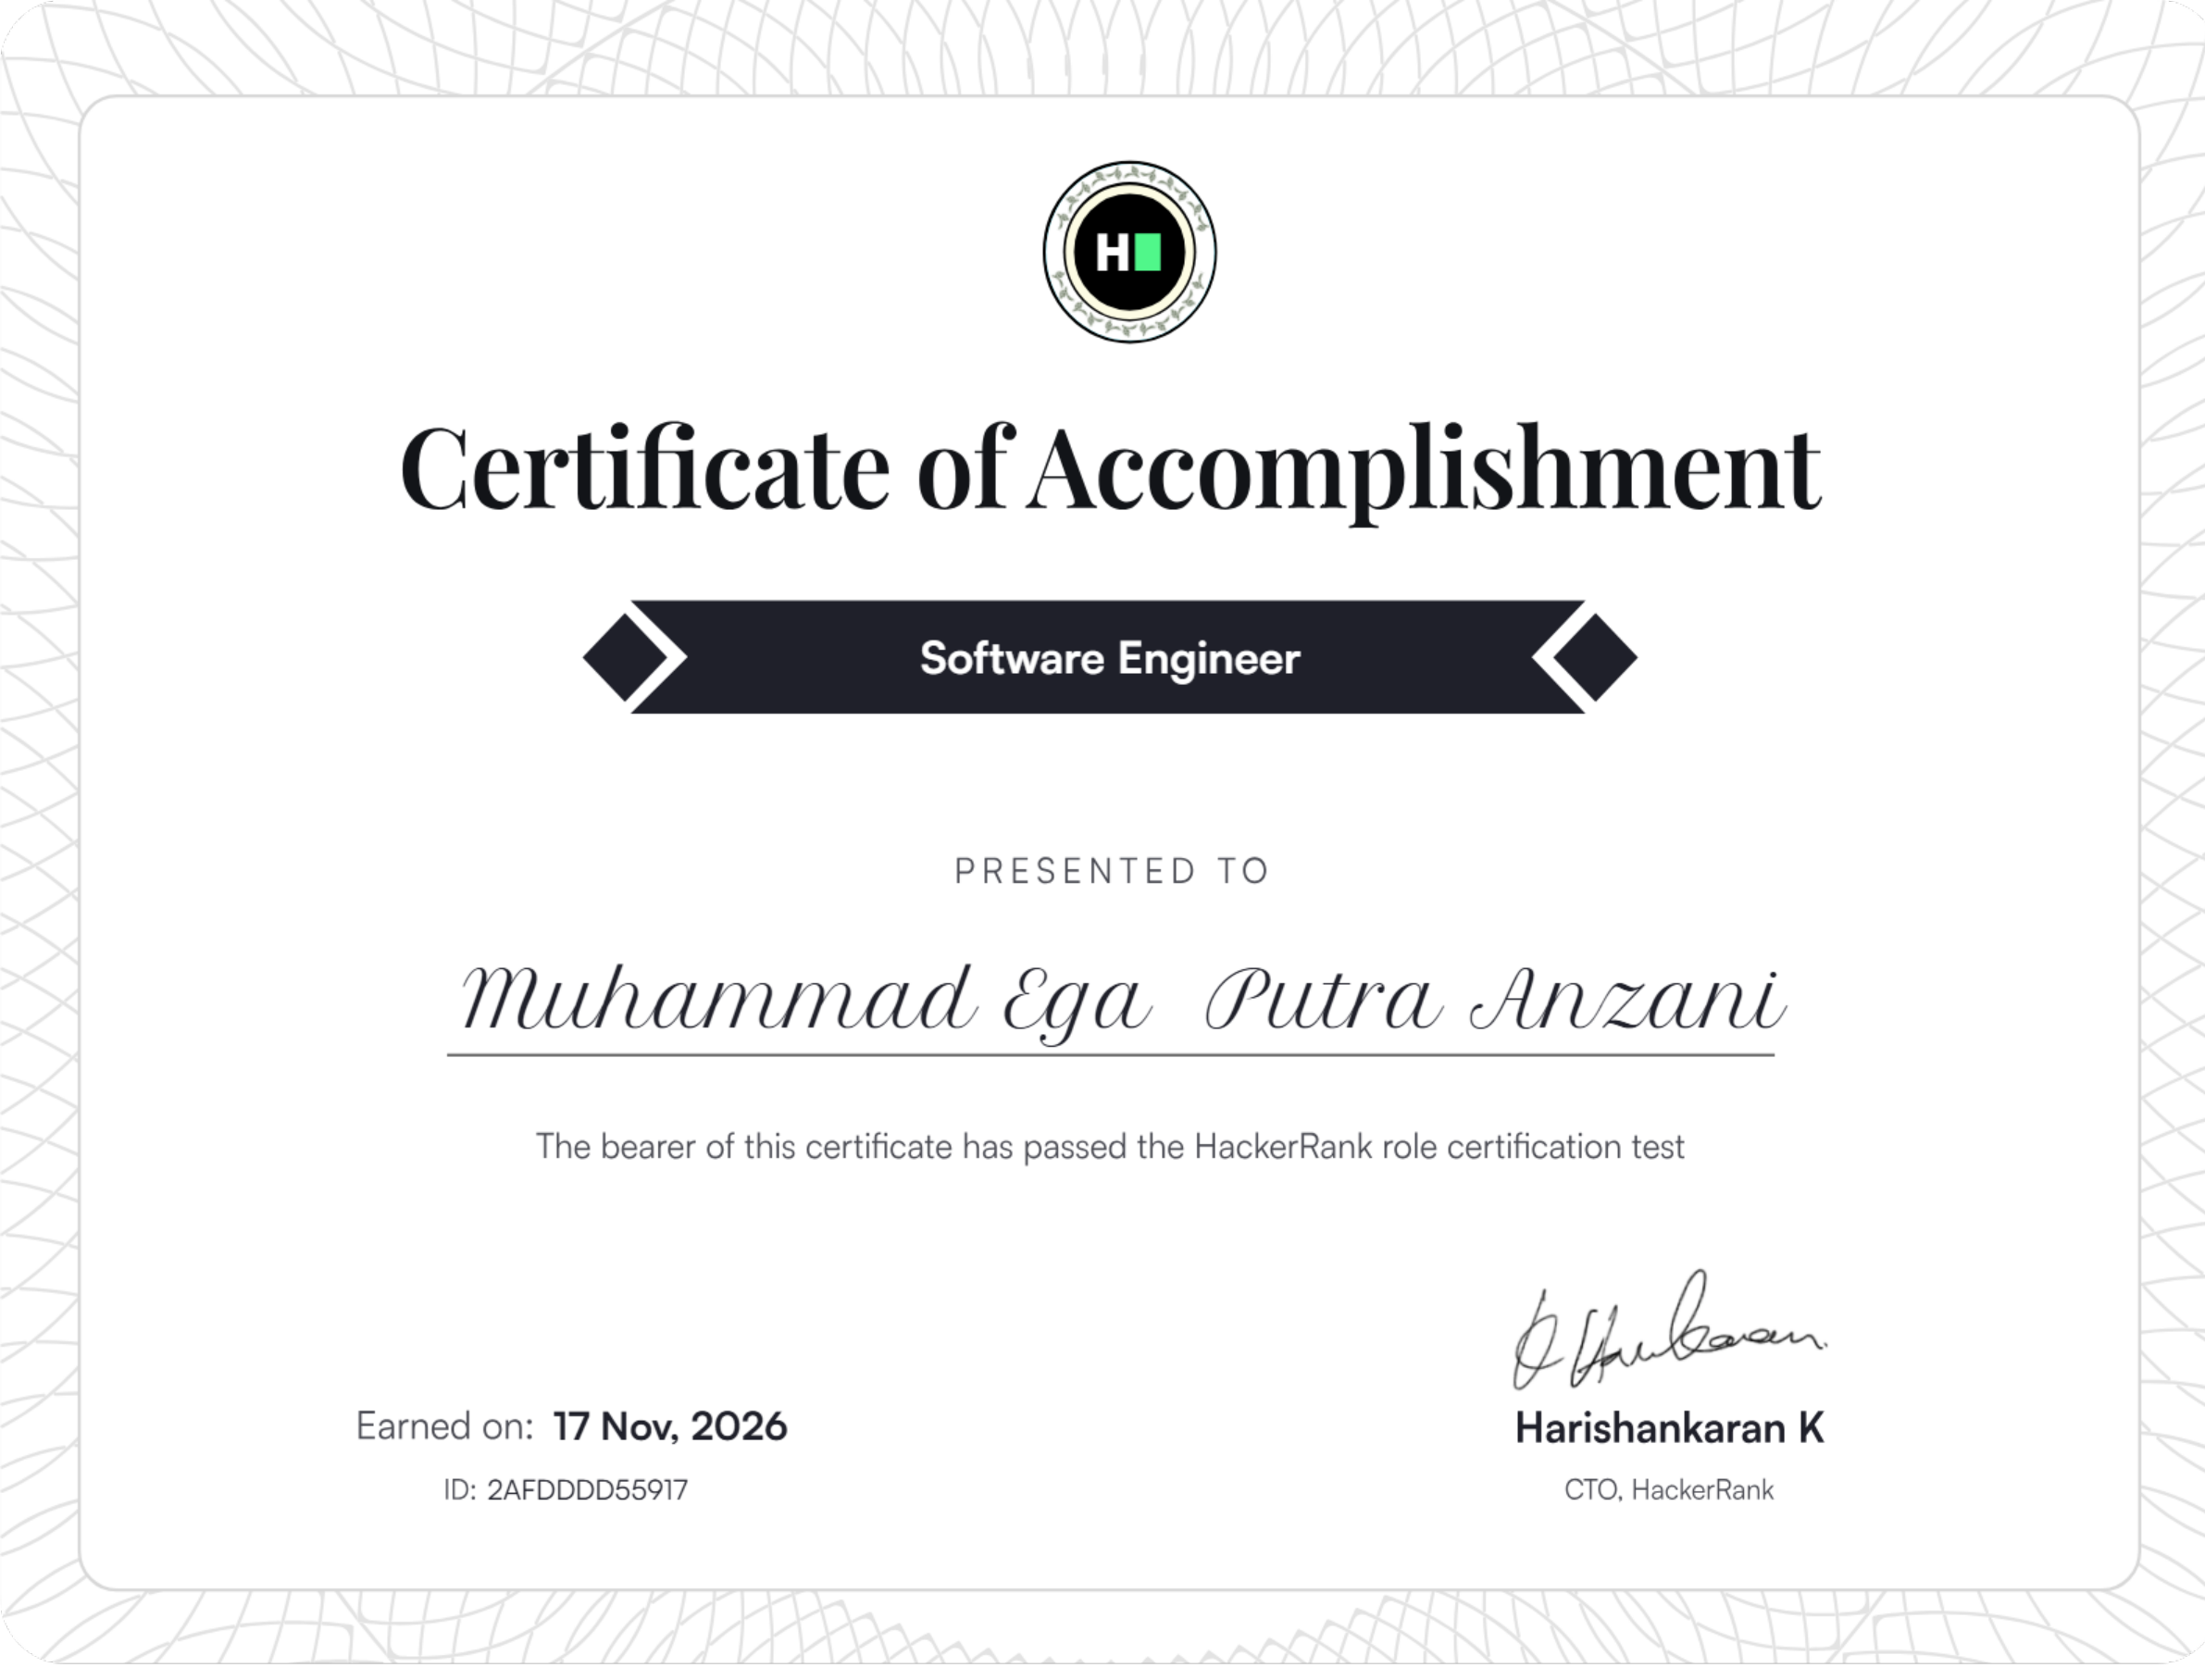 H
Certificate of Accomplishment
Software Engineer
PRESENTED TO
Muhammad Ega Putra Anzani
The bearer of this certificate has passed the HackerRank role certification test
Earned on: 17 Nov, 2026
ID: 2AFDDDD55917
Harishankaran K
CTO, HackerRank